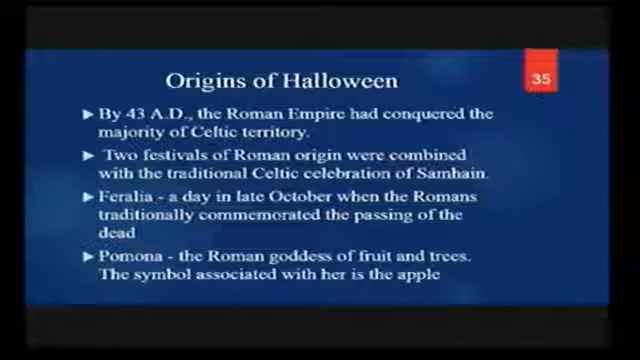 Origins of Halloween
35
By 43 A.D., the Roman Empire had conquered the
majority of Celtic territory.
Two festivals of Roman origin were combined
with the traditional Celtic celebration of Samhain.
Feralia - a day in late October when the Romans
traditionally commemorated the passing of the
dead
Pomona - the Roman goddess of fruit and trees.
The symbol associated with her is the apple